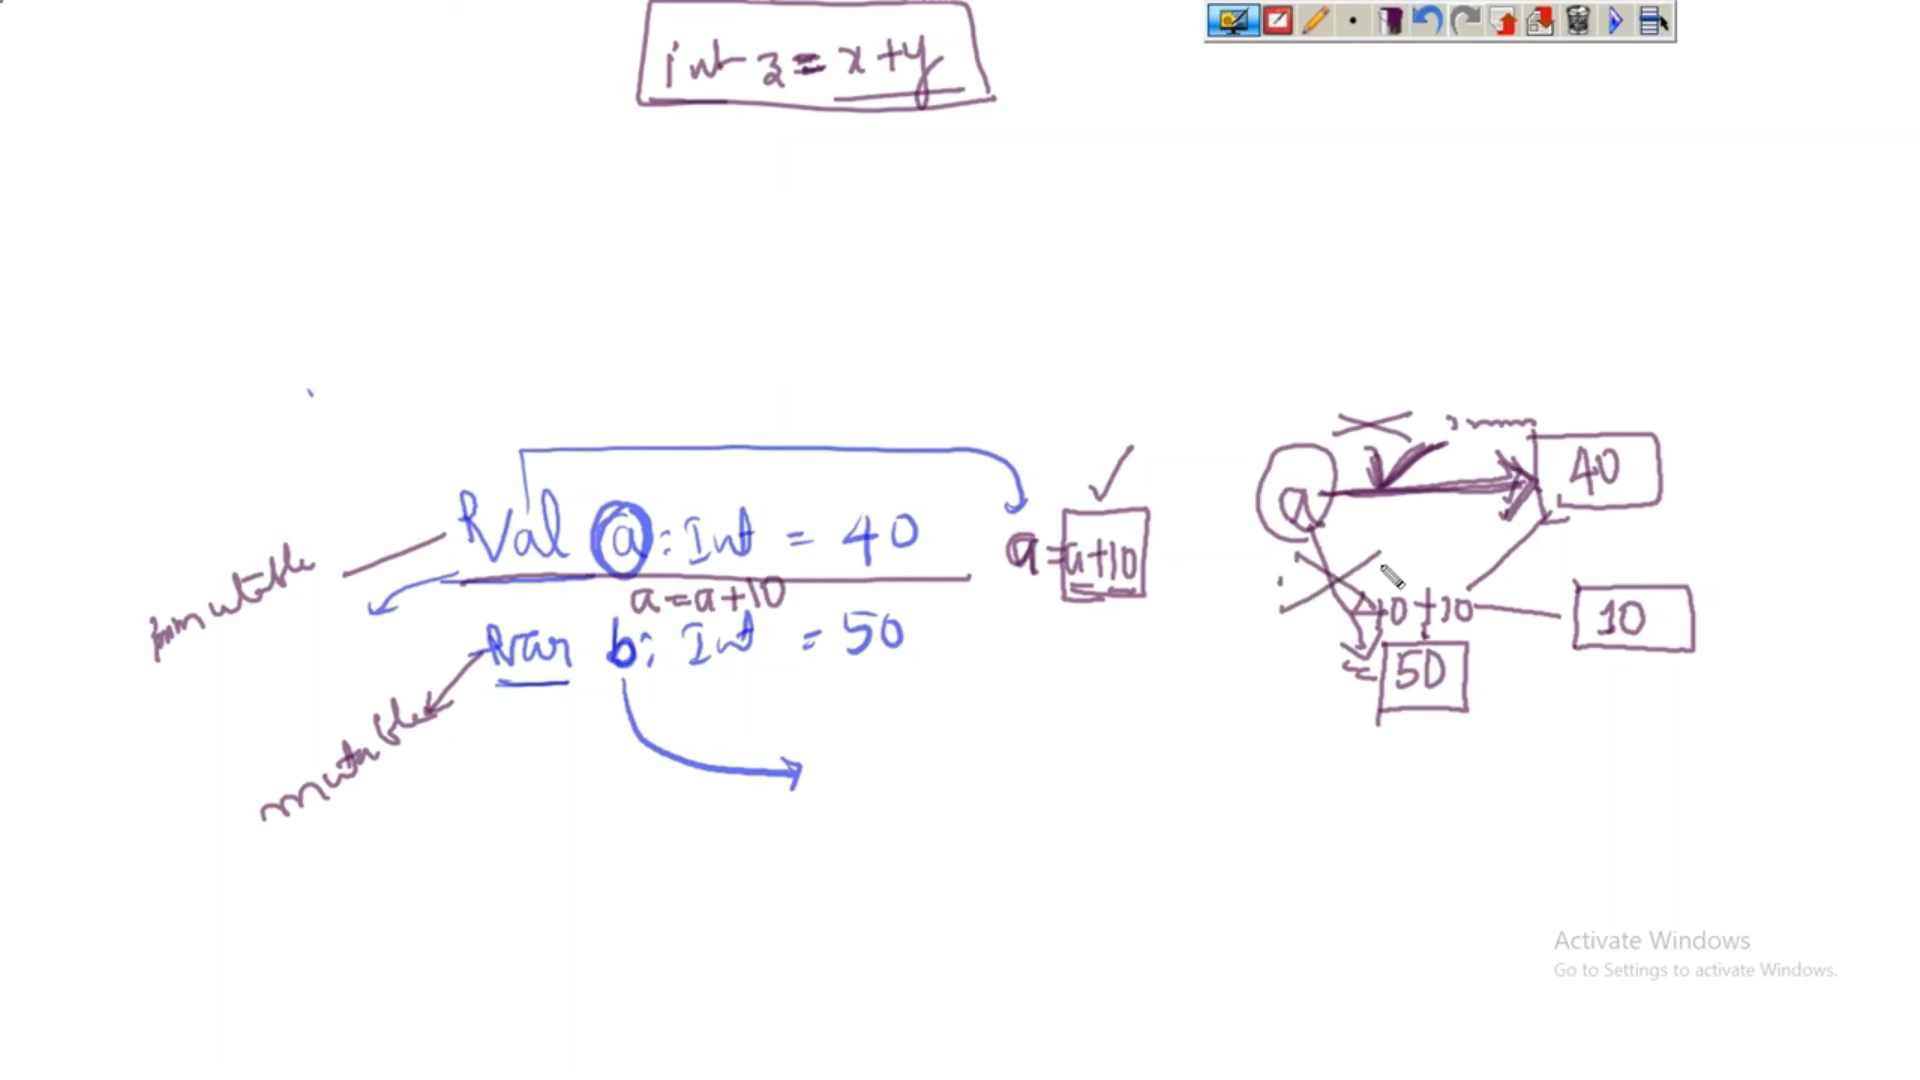 int z = x+y
Val a : Int = 40
a = a+10
a=a+10
immutable
Var b : Int = 50
mutable
a
40
40+10
10
50
Activate Windows
Go to Settings to activate Windows.